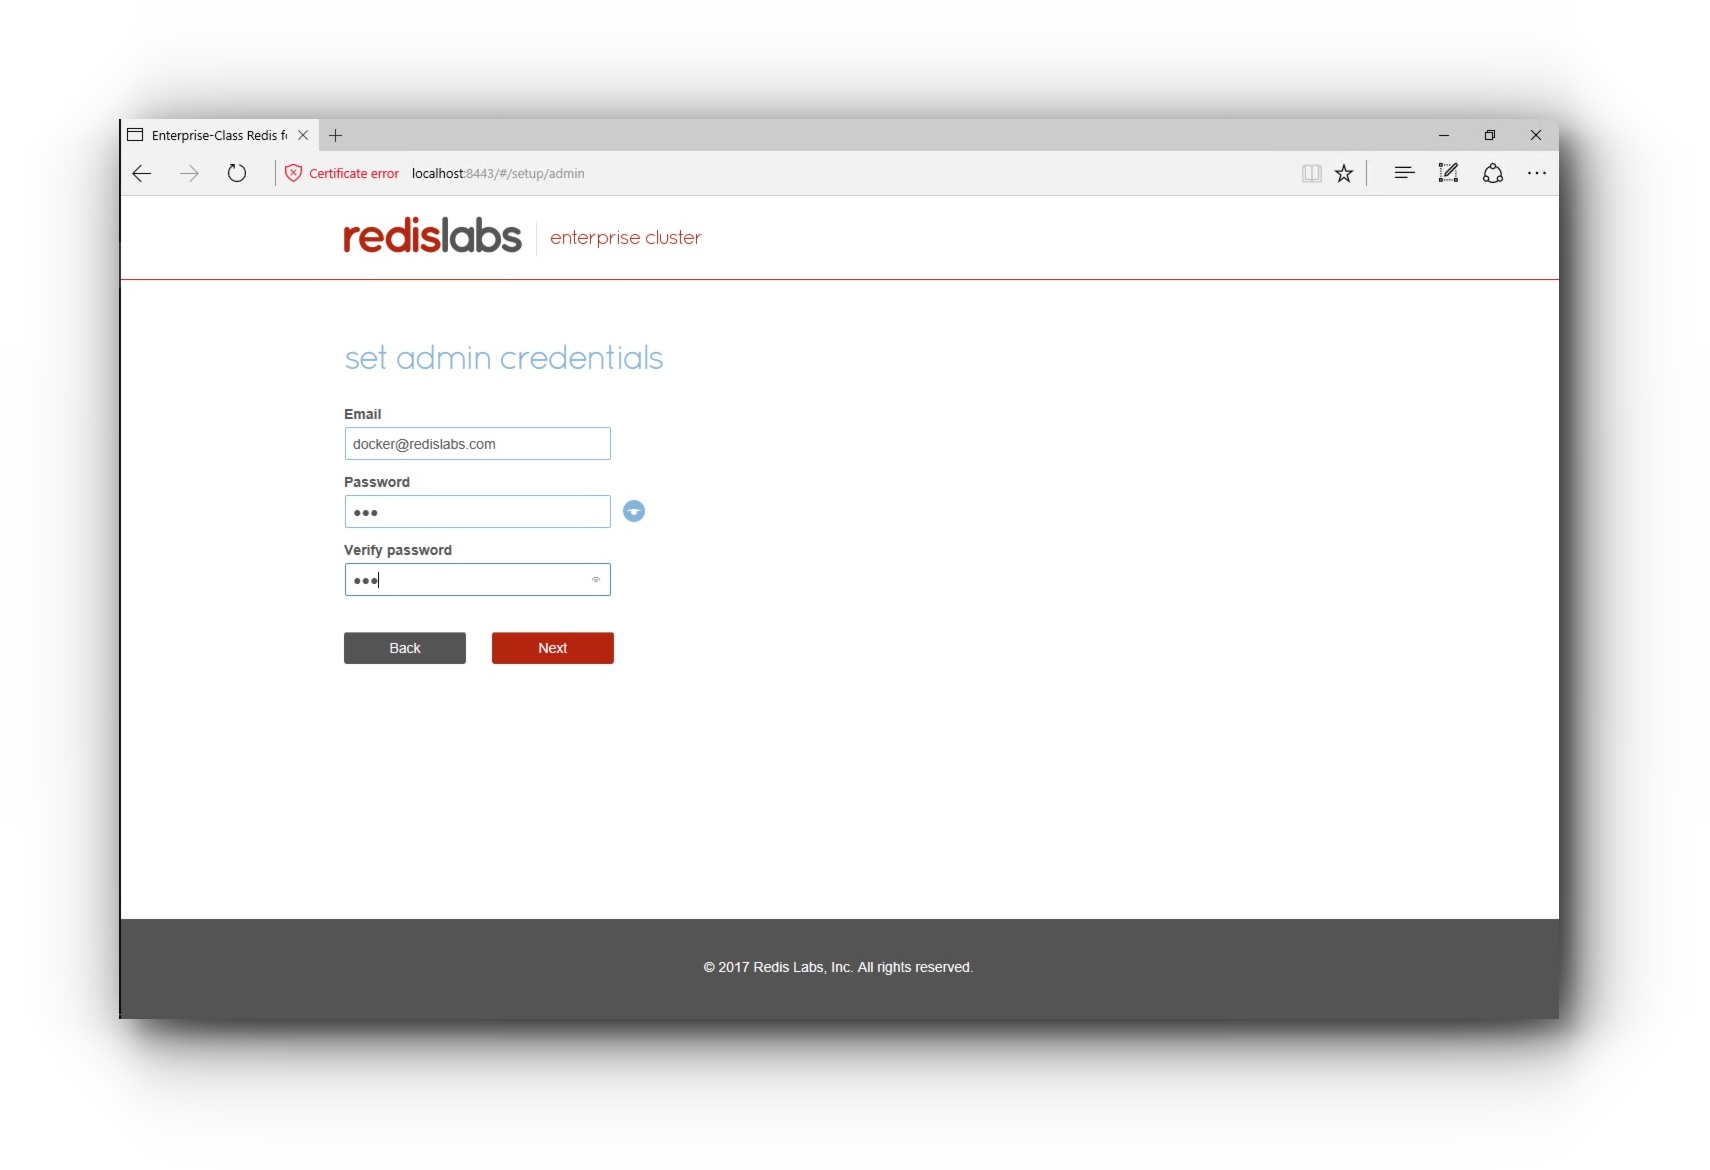 Enterprise-Class Redis fo
Certificate error localhost:8443/#/setup/admin
redislabs enterprise cluster
set admin credentials
Email
docker@redislabs.com
Password
●●●
Verify password
●●●
Back Next
© 2017 Redis Labs, Inc. All rights reserved.